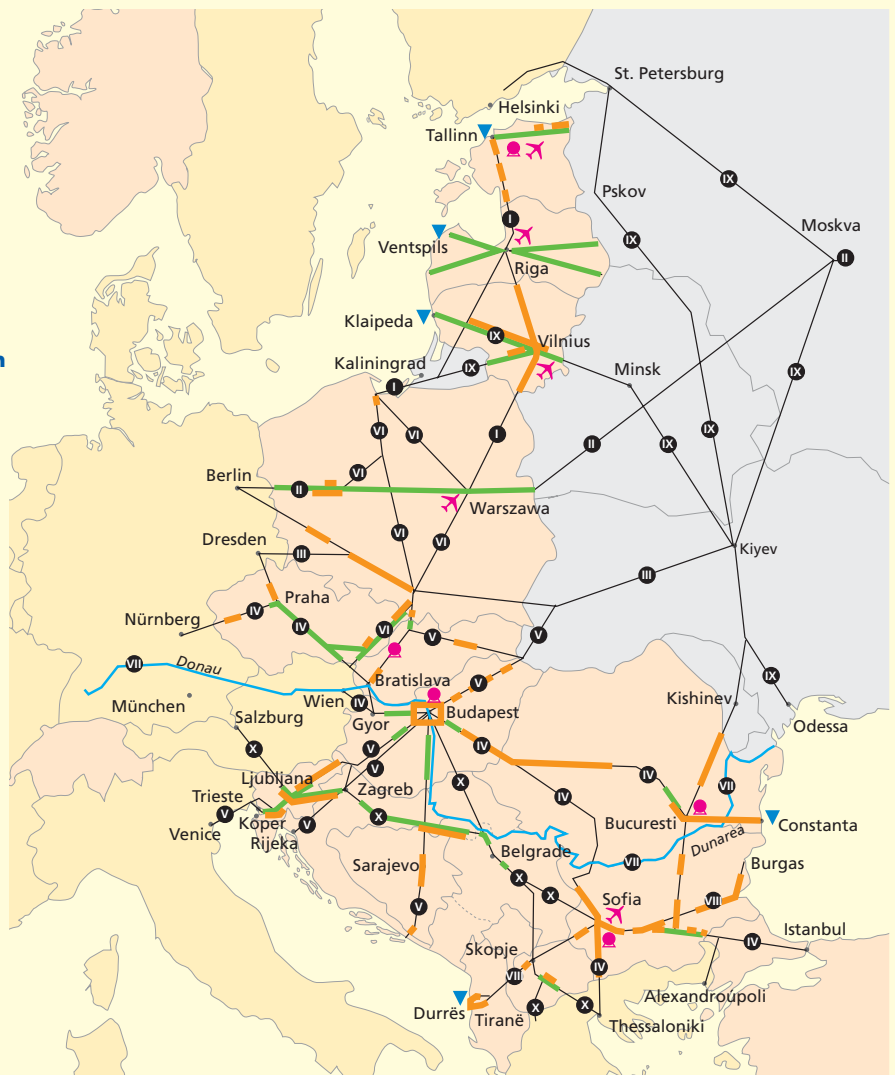 St. Petersburg
Helsinki
Tallinn
IX
Pskov
I
IX
Moskva
II
Ventspils
Riga
Klaipeda
IX
Vilnius
Kaliningrad
IX
Minsk
IX
I
VI
VI
I
II
IX
IX
VI
Berlin
II
Warszawa
VI
VI
Dresden
III
Kiyev
III
Praha
IV
IV
Nürnberg
VI
V
V
VII
Donau
Bratislava
V
IX
München
Wien
IV
Gyor
Budapest
Kishinev
Odessa
Salzburg
X
V
IV
Ljubljana
V
X
IV
VII
Trieste
Zagreb
IV
Koper
V
Venice
Rijeka
V
X
Bucuresti
Constanta
Dunarea
Sarajevo
Belgrade
VII
Burgas
X
X
Sofia
VIII
V
Istanbul
Skopje
IV
IV
VIII
Alexandroúpoli
Durrës
Tiranë
X
X
Thessaloniki